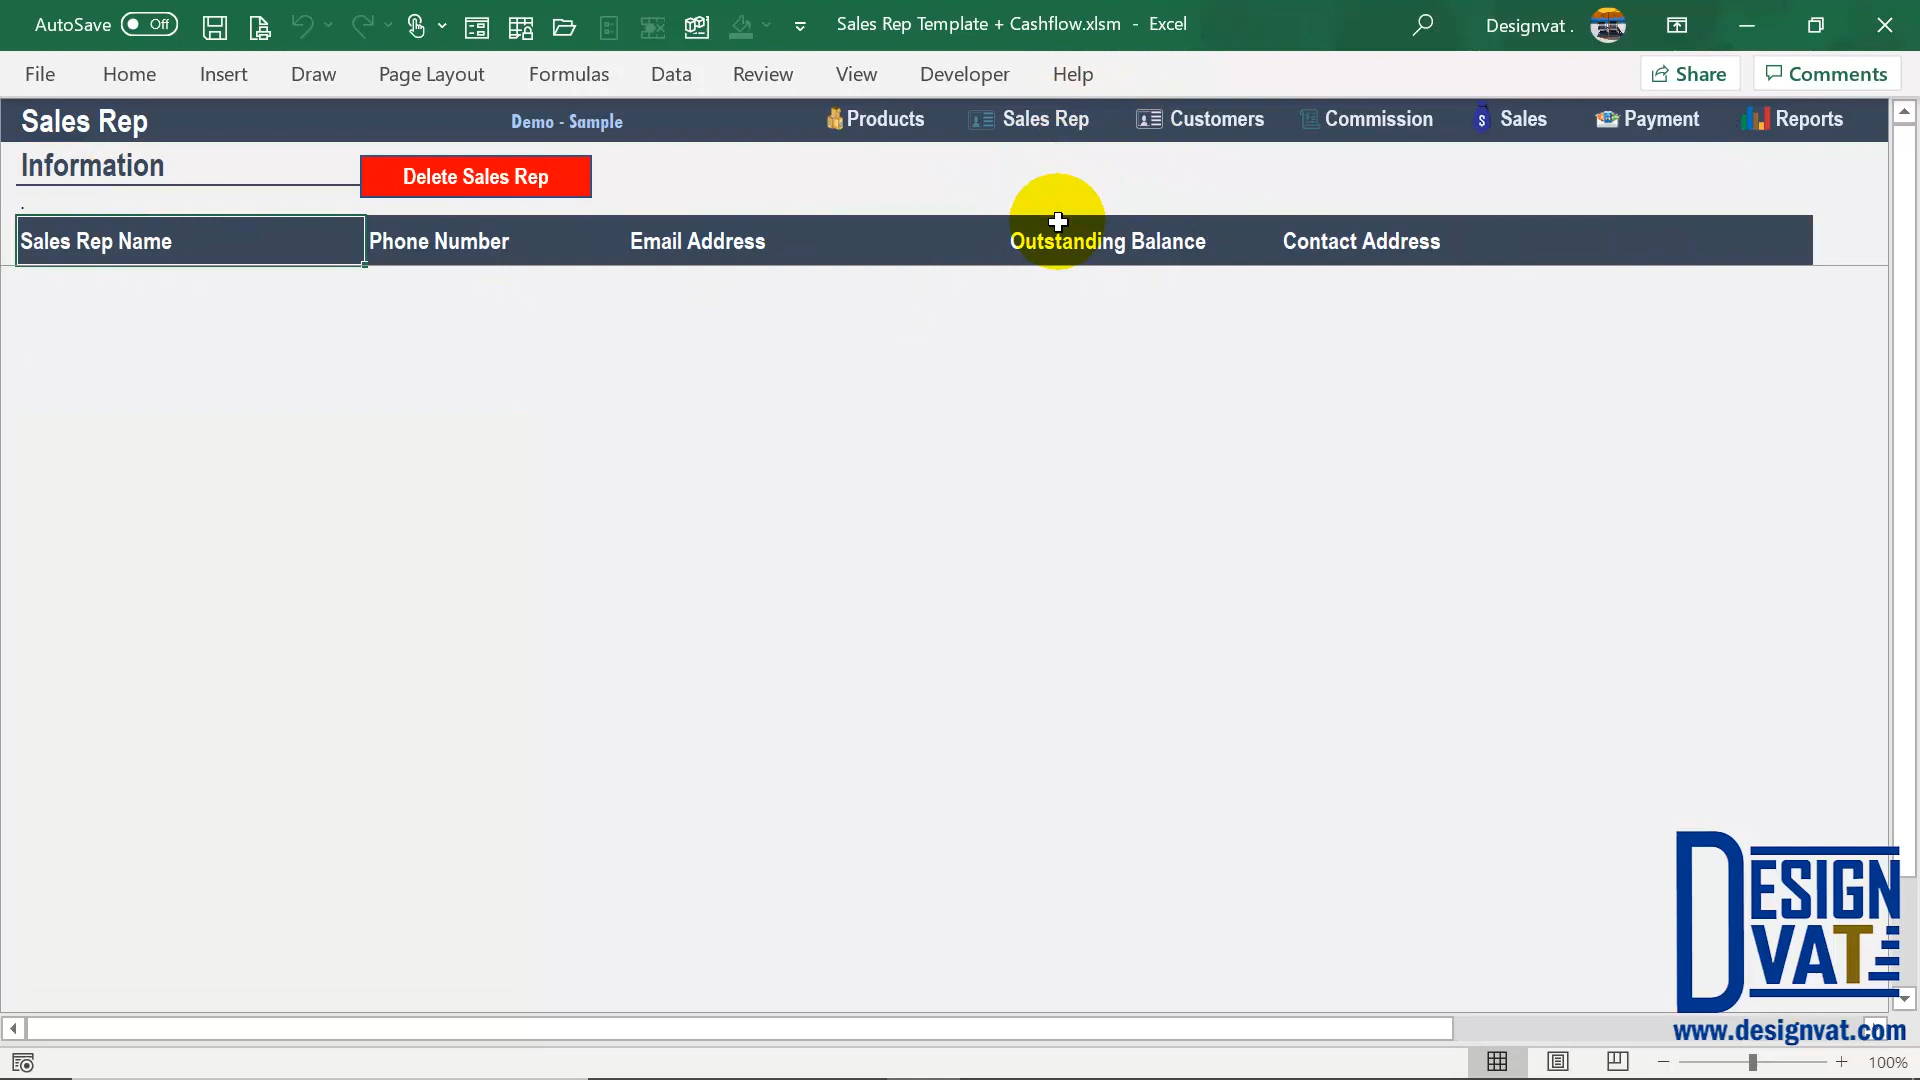 AutoSave Off Sales Rep Template + Cashflow.xlsm - Excel Designvat .
File Home Insert Draw Page Layout Formulas Data Review View Developer Help Share Comments
Sales Rep Demo - Sample Products Sales Rep Customers Commission $ Sales Payment Reports
Information
Delete Sales Rep
.
Sales Rep Name Phone Number Email Address Outstanding Balance Contact Address
DESIGN
VAT
www.designvat.com
100%